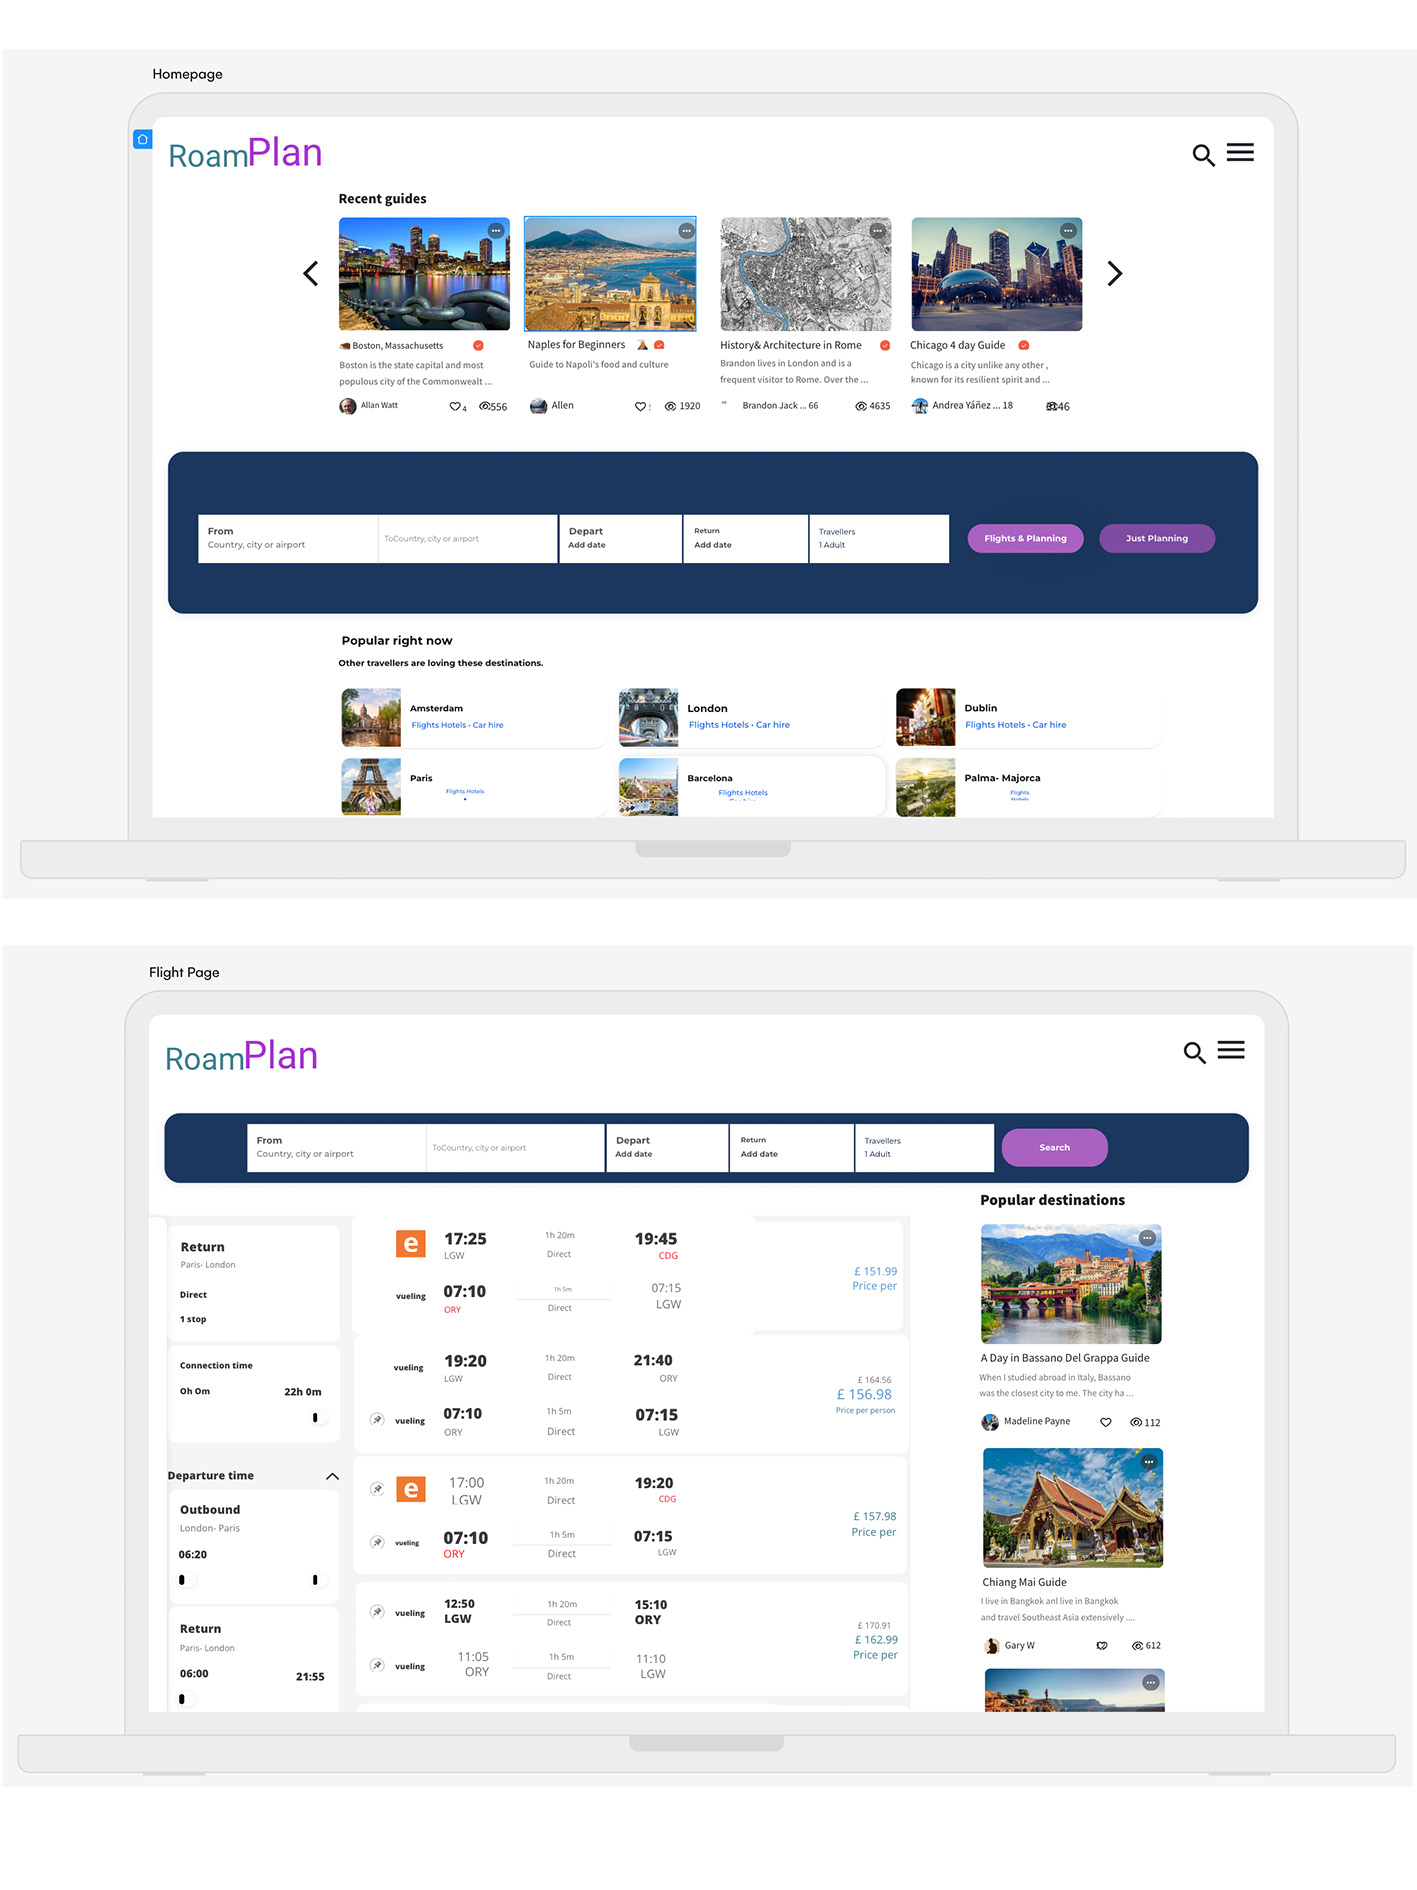 Homepage
RoamPlan
Recent guides
Boston, Massachusetts
Boston is the state capital and most
populous city of the Commonwealt ...
Allan Watt 4 556
Naples for Beginners
Guide to Napoli's food and culture
Allen 1920
History& Architecture in Rome
Brandon lives in London and is a
frequent visitor to Rome. Over the ...
Brandon Jack ... 66 4635
Chicago 4 day Guide
Chicago is a city unlike any other ,
known for its resilient spirit and ...
Andrea Yáñez ... 18
From
Country, city or airport
ToCountry, city or airport
Depart
Add date
Return
Add date
Travellers
1 Adult
Flights & Planning
Just Planning
Popular right now
Other travellers are loving these destinations.
Amsterdam
Flights Hotels • Car hire
London
Flights Hotels • Car hire
Dublin
Flights Hotels • Car hire
Paris
Flights Hotels
•
Barcelona
Flights Hotels
Car hire
Palma- Majorca
Flights
Hotels
Flight Page
RoamPlan
From
Country, city or airport
ToCountry, city or airport
Depart
Add date
Return
Add date
Travellers
1 Adult
Search
Return
Paris- London
Direct
1 stop
Connection time
0h 0m 22h 0m
Departure time
Outbound
London- Paris
06:20
Return
Paris- London
06:00 21:55
e 17:25 1h 20m 19:45
LGW Direct CDG
vueling 07:10 1h 5m 07:15
ORY Direct LGW
£ 151.99
Price per
vueling 19:20 1h 20m 21:40
LGW Direct ORY
vueling 07:10 1h 5m 07:15
ORY Direct LGW
£ 164.56
£ 156.98
Price per person
e 17:00 1h 20m 19:20
LGW Direct CDG
vueling 07:10 1h 5m 07:15
ORY Direct LGW
£ 157.98
Price per
vueling 12:50 1h 20m 15:10
LGW Direct ORY
vueling 11:05 1h 5m 11:10
ORY Direct LGW
£ 170.91
£ 162.99
Price per
Popular destinations
A Day in Bassano Del Grappa Guide
When I studied abroad in Italy, Bassano
was the closest city to me. The city ha ...
Madeline Payne 112
Chiang Mai Guide
I live in Bangkok anl live in Bangkok
and travel Southeast Asia extensively ....
Gary W 612